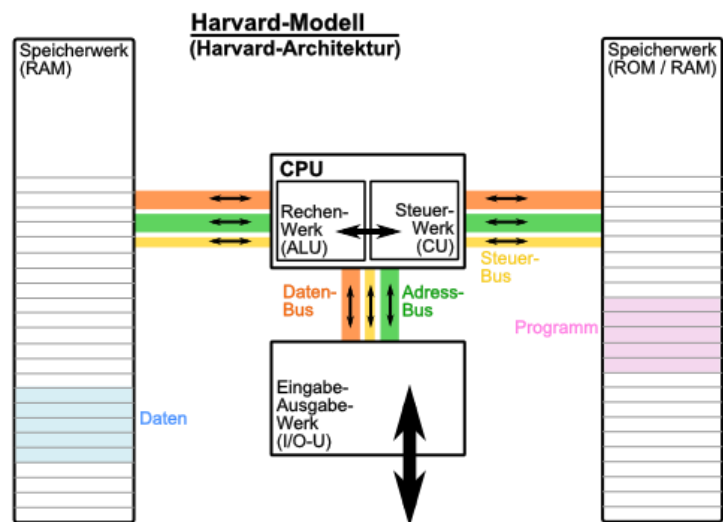 Harvard-Modell
(Harvard-Architektur)
Speicherwerk
(RAM)
Speicherwerk
(ROM / RAM)
CPU
Rechen-
Werk
(ALU)
Steuer-
Werk
(CU)
Steuer-
Bus
Daten-
Bus
Adress-
Bus
Programm
Eingabe-
Ausgabe-
Werk
(I/O-U)
Daten